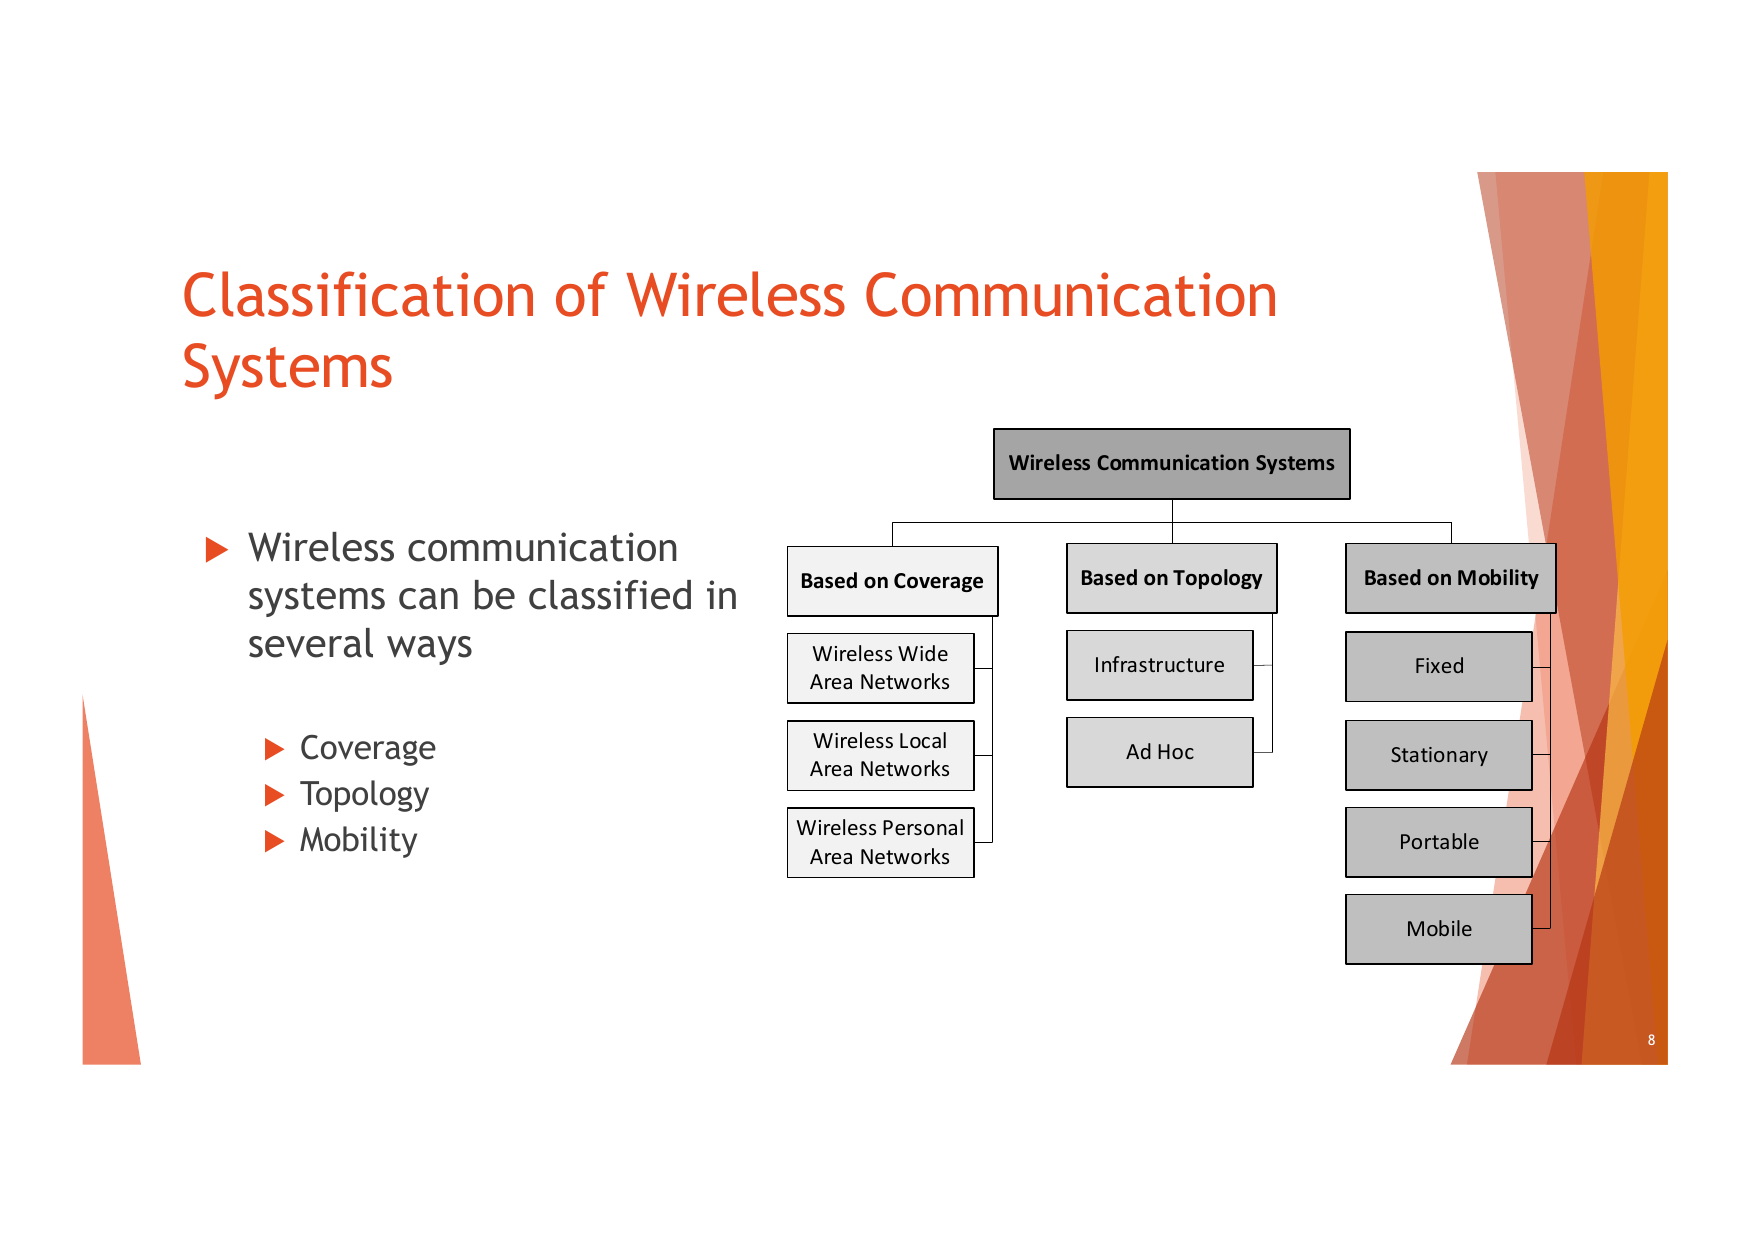 Classification of Wireless Communication
Systems
Wireless communication
systems can be classified in
several ways
Coverage
Topology
Mobility
Wireless Communication Systems
Based on Coverage
Wireless Wide
Area Networks
Wireless Local
Area Networks
Wireless Personal
Area Networks
Based on Topology
Infrastructure
Ad Hoc
Based on Mobility
Fixed
Stationary
Portable
Mobile
8